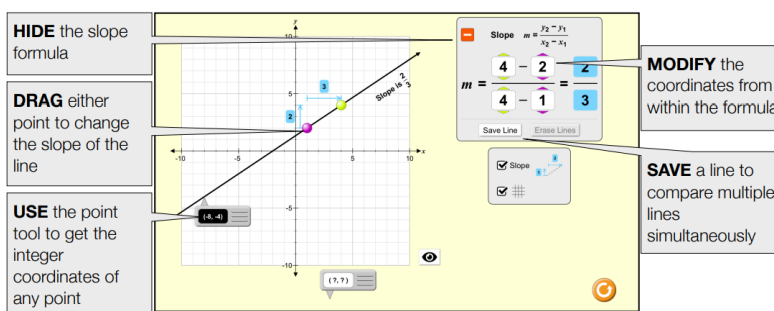 HIDE the slope
formula
DRAG either
point to change
the slope of the
line
USE the point
tool to get the
integer
coordinates of
any point
y
10
5
-5
-10
-10
-5
5
10
x
3
2
Slope is 2/3
(-8, -4)
(?, ?)
Slope m = y₂ − y₁ / x₂ − x₁
m = 4 − 2 / 4 − 1 = 2 / 3
Save Line Erase Lines
Slope
MODIFY the
coordinates from
within the formula
SAVE a line to
compare multiple
lines
simultaneously